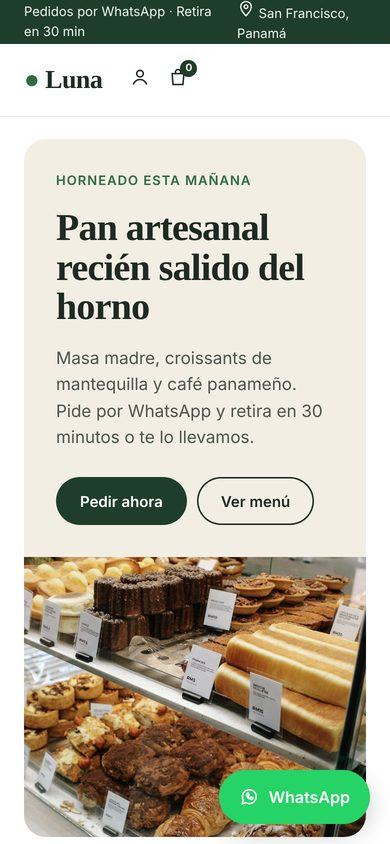 Pedidos por WhatsApp · Retira
en 30 min
San Francisco,
Panamá
Luna
0
HORNEADO ESTA MAÑANA
Pan artesanal
recién salido del
horno
Masa madre, croissants de
mantequilla y café panameño.
Pide por WhatsApp y retira en 30
minutos o te lo llevamos.
Pedir ahora
Ver menú
WhatsApp